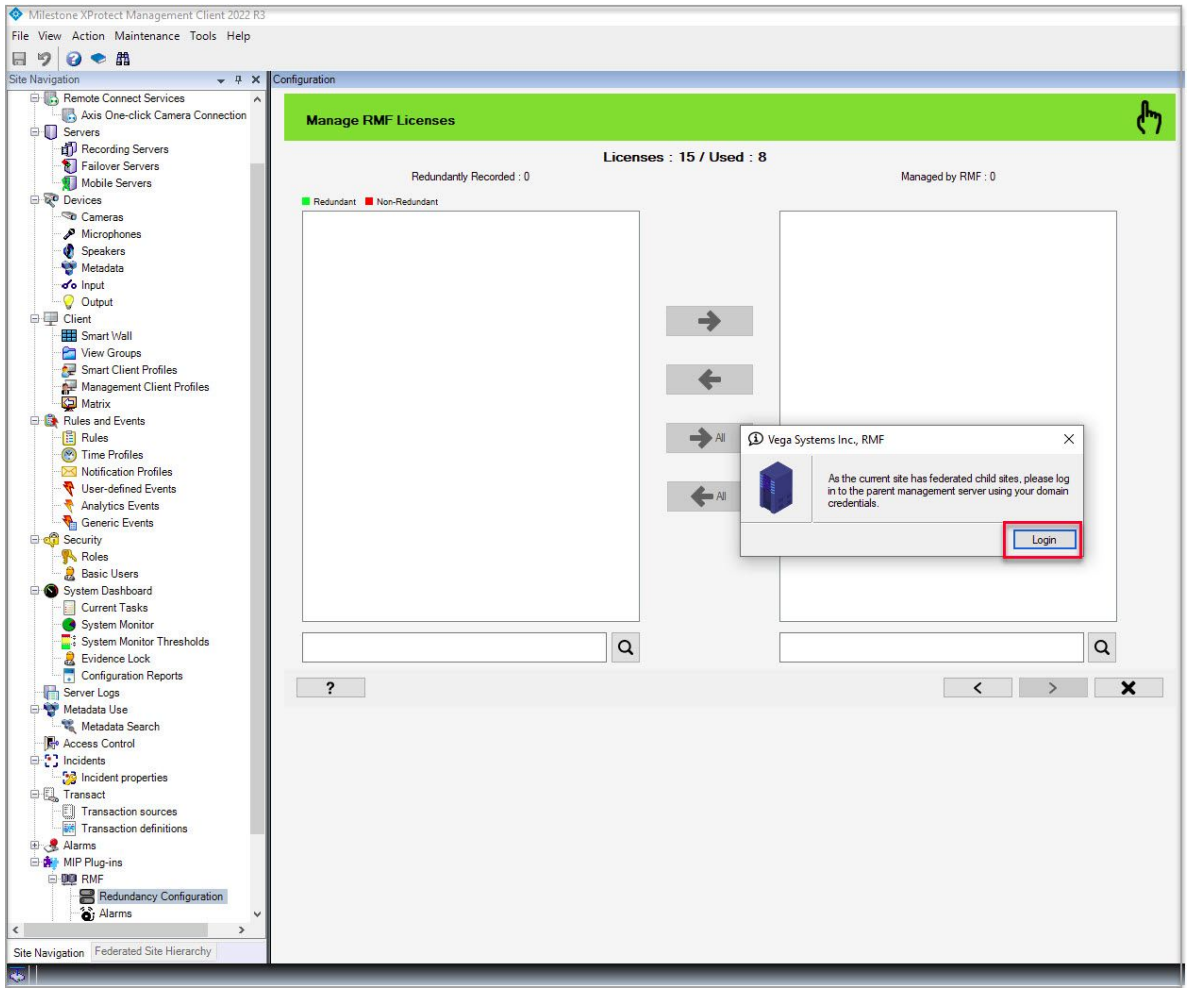 Milestone XProtect Management Client 2022 R3
File View Action Maintenance Tools Help
Site Navigation
Configuration
Remote Connect Services
Axis One-click Camera Connection
Servers
Recording Servers
Failover Servers
Mobile Servers
Devices
Cameras
Microphones
Speakers
Metadata
Input
Output
Client
Smart Wall
View Groups
Smart Client Profiles
Management Client Profiles
Matrix
Rules and Events
Rules
Time Profiles
Notification Profiles
User-defined Events
Analytics Events
Generic Events
Security
Roles
Basic Users
System Dashboard
Current Tasks
System Monitor
System Monitor Thresholds
Evidence Lock
Configuration Reports
Server Logs
Metadata Use
Metadata Search
Access Control
Incidents
Incident properties
Transact
Transaction sources
Transaction definitions
Alarms
MIP Plug-ins
RMF
Redundancy Configuration
Alarms
Site Navigation
Federated Site Hierarchy
Manage RMF Licenses
Licenses : 15 / Used : 8
Redundantly Recorded : 0
Managed by RMF : 0
Redundant Non-Redundant
All
All
Vega Systems Inc., RMF
As the current site has federated child sites, please log
in to the parent management server using your domain
credentials.
Login
?